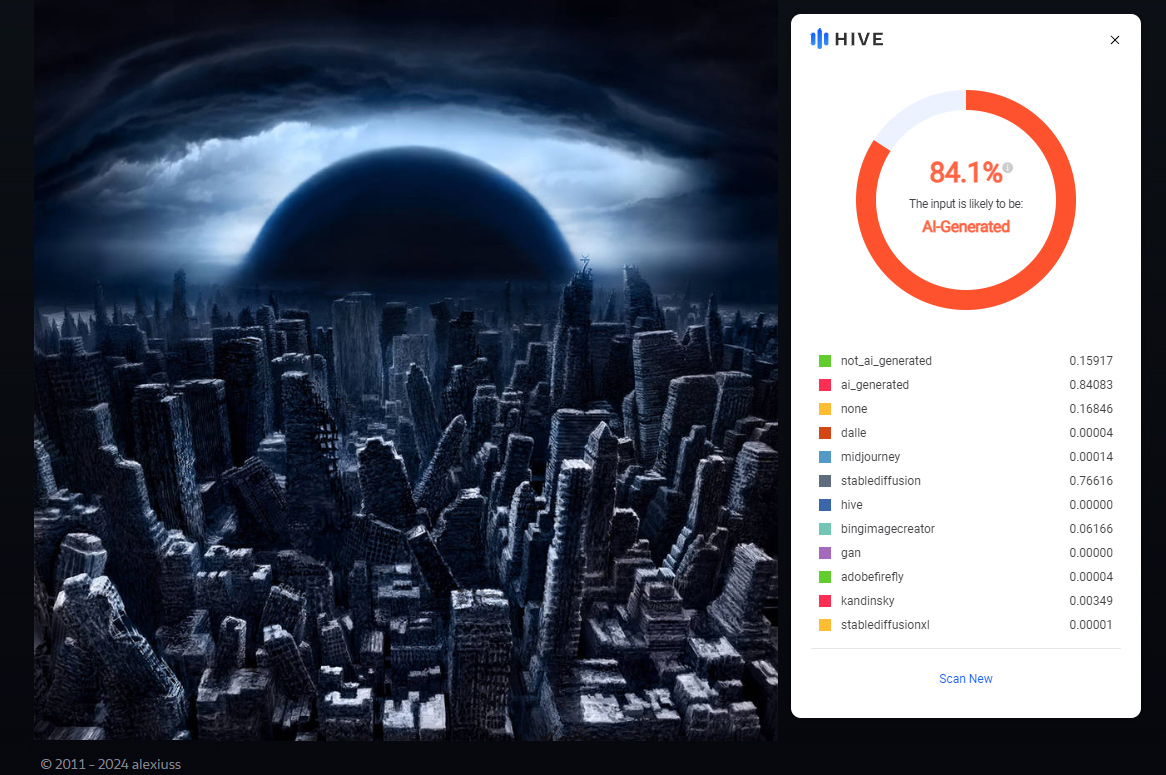 HIVE
84.1%
The input is likely to be:
AI-Generated
not_ai_generated 0.15917
ai_generated 0.84083
none 0.16846
dalle 0.00004
midjourney 0.00014
stablediffusion 0.76616
hive 0.00000
bingimagecreator 0.06166
gan 0.00000
adobefirefly 0.00004
kandinsky 0.00349
stablediffusionxl 0.00001
Scan New
© 2011 - 2024 alexiuss